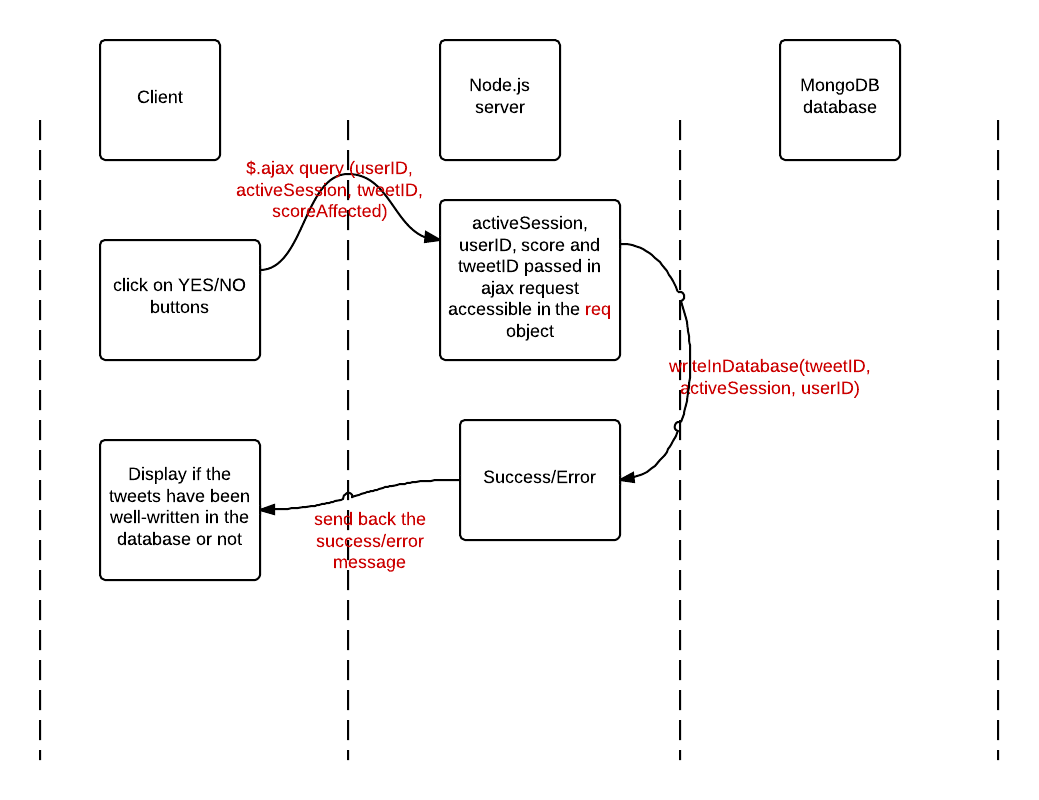 Client
Node.js
server
MongoDB
database
$.ajax query (userID,
activeSession, tweetID,
scoreAffected)
click on YES/NO
buttons
activeSession,
userID, score and
tweetID passed in
ajax request
accessible in the req
object
writeInDatabase(tweetID,
activeSession, userID)
Success/Error
Display if the
tweets have been
well-written in the
database or not
send back the
success/error
message